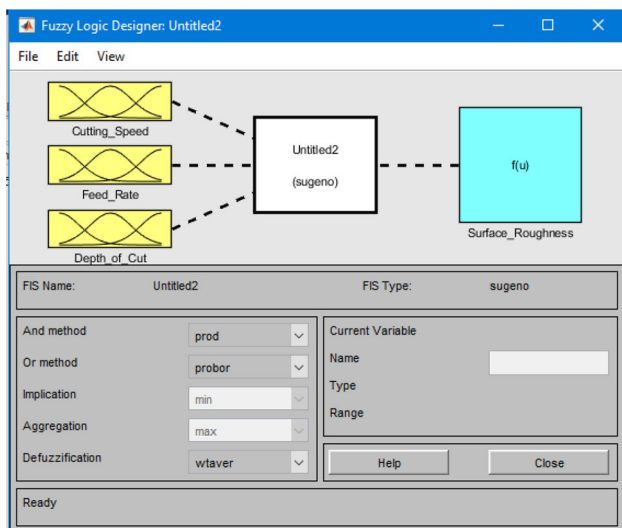 Fuzzy Logic Designer: Untitled2
File Edit View
Cutting_Speed
Feed_Rate
Depth_of_Cut
Untitled2
(sugeno)
f(u)
Surface_Roughness
FIS Name: Untitled2 FIS Type: sugeno
And method prod
Or method probor
Implication min
Aggregation max
Defuzzification wtaver
Current Variable
Name
Type
Range
Help Close
Ready